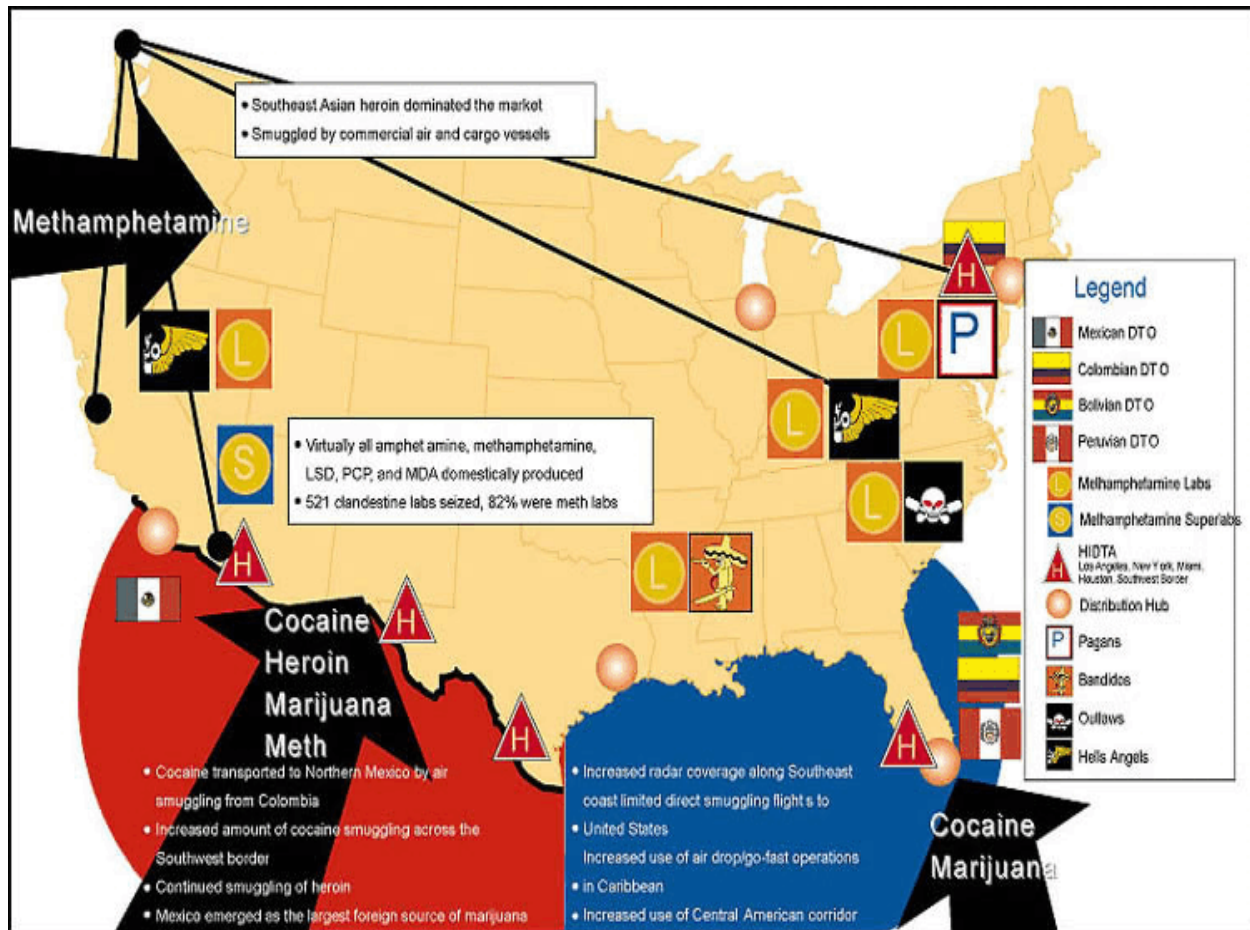 • Southeast Asian heroin dominated the market
• Smuggled by commercial air and cargo vessels
Methamphetamine
• Virtually all amphet amine, methamphetamine,
LSD, PCP, and MDA domestically produced
• 521 clandestine labs seized, 82% were meth labs
Cocaine
Heroin
Marijuana
Meth
• Cocaine transported to Northern Mexico by air
smuggling from Colombia
• Increased amount of cocaine smuggling across the
Southwest border
• Continued smuggling of heroin
• Mexico emerged as the largest foreign source of marijuana
• Increased radar coverage along Southeast
coast limited direct smuggling flight s to
• United States
Increased use of air drop/go-fast operations
• in Caribbean
• Increased use of Central American corridor
Cocaine
Marijuana
L
S
H
H
H
L
L
L
L
P
H
H
Legend
Mexican DTO
Colombian DTO
Bolivian DTO
Peruvian DTO
L Methamphetamine Labs
S Methamphetamine Superlabs
H HIDTA
Los Angeles, New York, Miami,
Houston, Southwest Border
Distribution Hub
P Pagans
Bandidos
Outlaws
Hells Angels